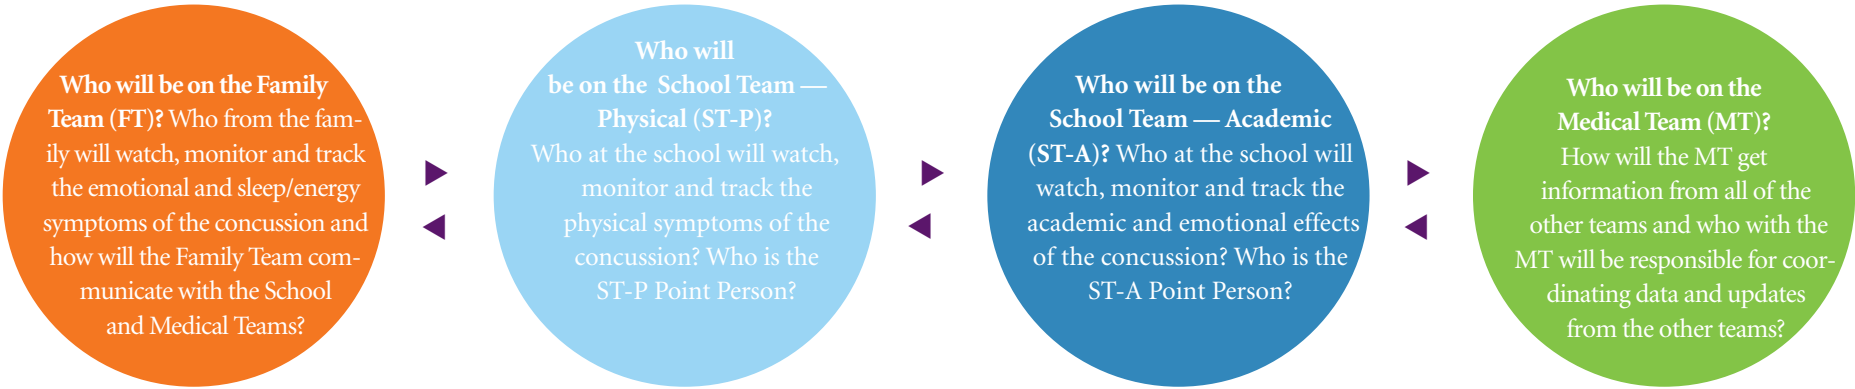 Who will be on the Family
Team (FT)? Who from the fam-
ily will watch, monitor and track
the emotional and sleep/energy
symptoms of the concussion and
how will the Family Team com-
municate with the School
and Medical Teams?
Who will
be on the School Team —
Physical (ST-P)?
Who at the school will watch,
monitor and track the
physical symptoms of the
concussion? Who is the
ST-P Point Person?
Who will be on the
School Team — Academic
(ST-A)? Who at the school will
watch, monitor and track the
academic and emotional effects
of the concussion? Who is the
ST-A Point Person?
Who will be on the
Medical Team (MT)?
How will the MT get
information from all of the
other teams and who with the
MT will be responsible for coor-
dinating data and updates
from the other teams?